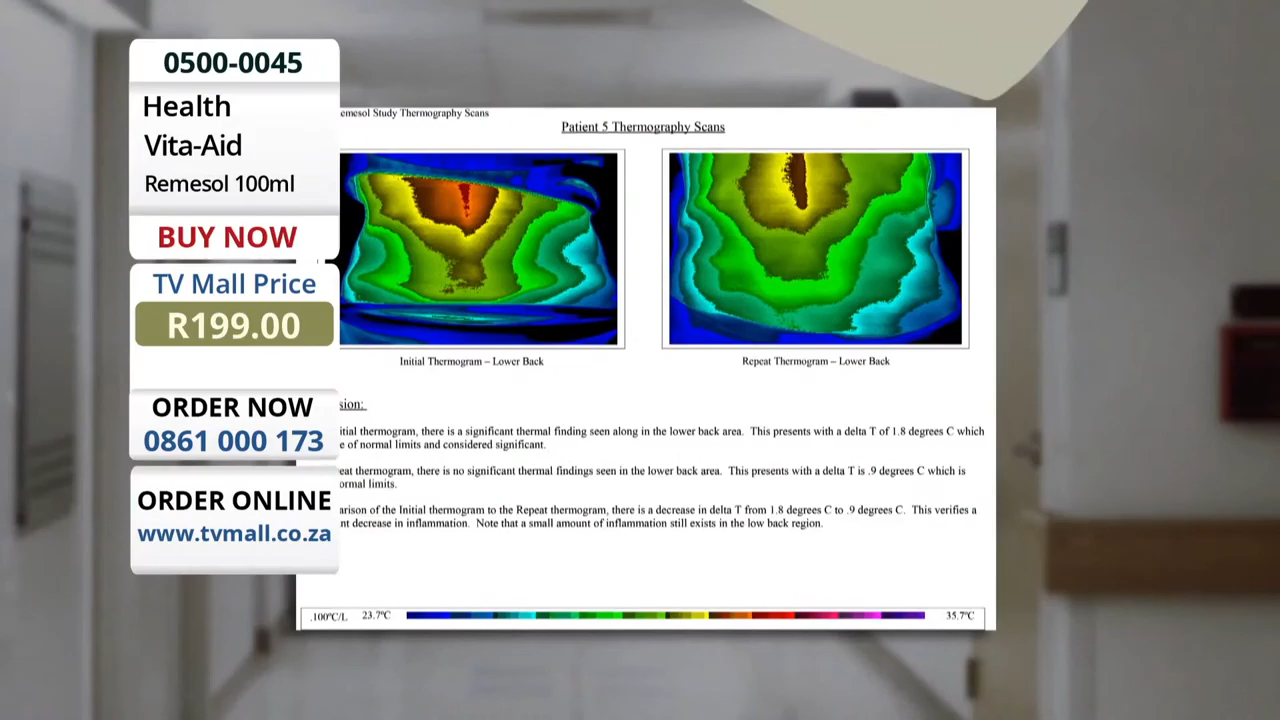 0500-0045
Health
Vita-Aid
Remesol 100ml
BUY NOW
TV Mall Price
R199.00
ORDER NOW
0861 000 173
ORDER ONLINE
www.tvmall.co.za
emesol Study Thermography Scans
Patient 5 Thermography Scans
Initial Thermogram – Lower Back
Repeat Thermogram – Lower Back
sion:
itial thermogram, there is a significant thermal finding seen along in the lower back area. This presents with a delta T of 1.8 degrees C which
e of normal limits and considered significant.
eat thermogram, there is no significant thermal findings seen in the lower back area. This presents with a delta T is .9 degrees C which is
ormal limits.
arison of the Initial thermogram to the Repeat thermogram, there is a decrease in delta T from 1.8 degrees C to .9 degrees C. This verifies a
nt decrease in inflammation. Note that a small amount of inflammation still exists in the low back region.
.100ºC/L 23.7ºC 35.7ºC